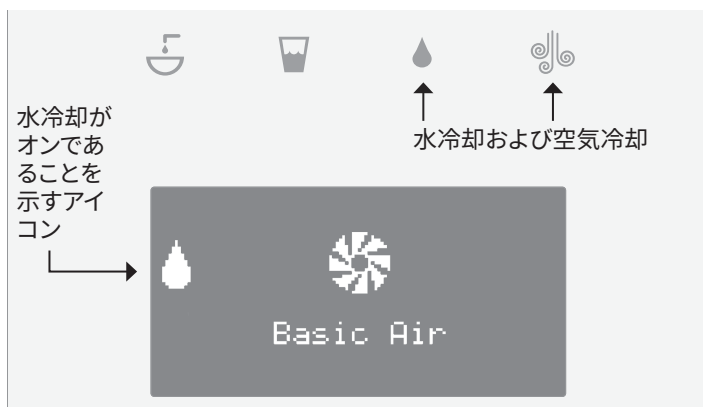 水冷却が
オンであ
ることを
示すアイ
コン
水冷却および空気冷却
Basic Air